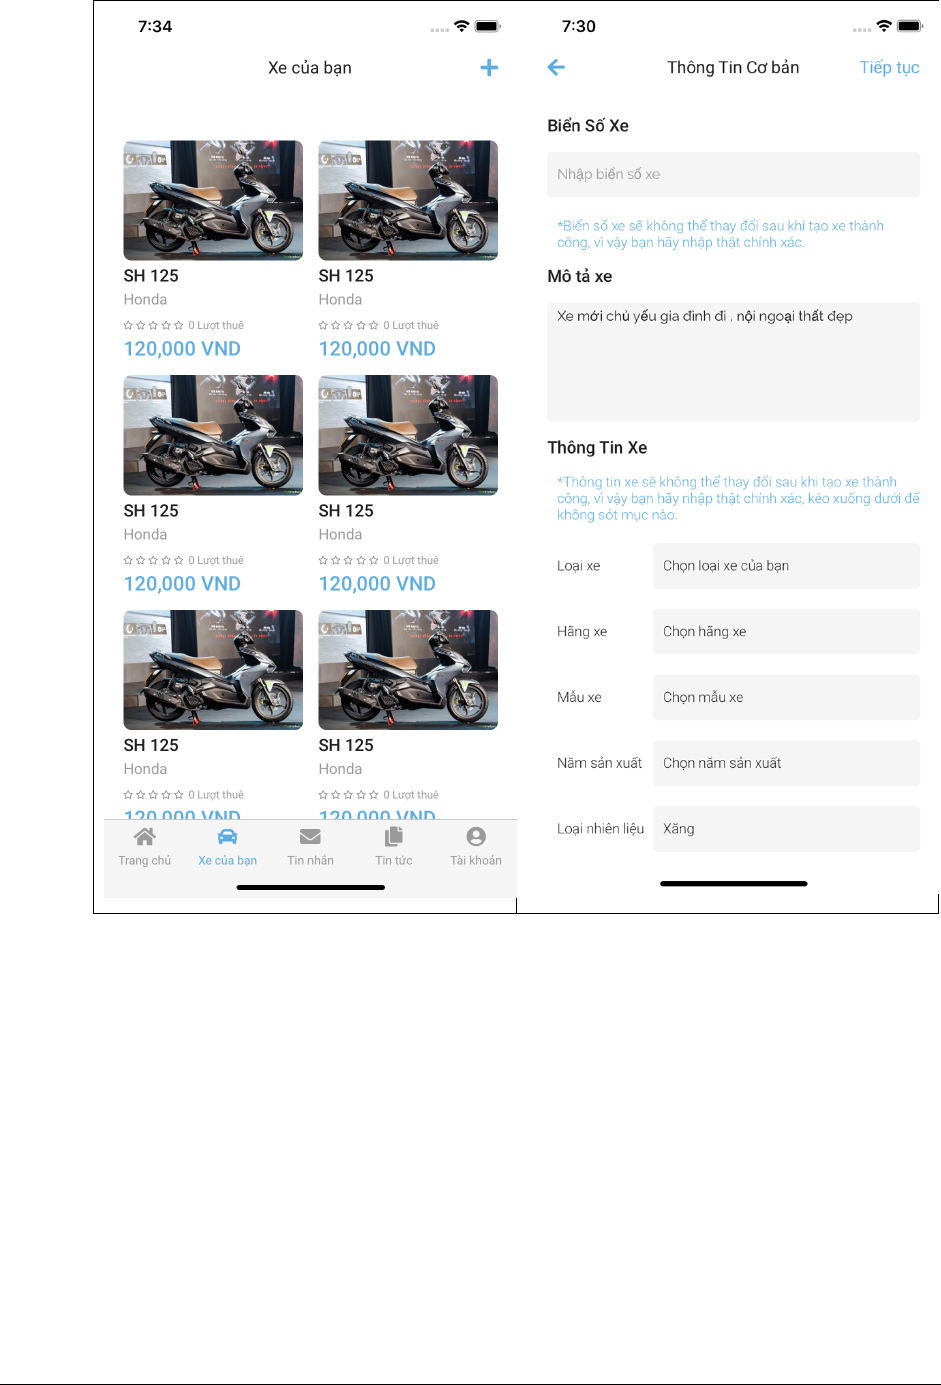 7:34
Xe của bạn
SH 125
Honda
0 Lượt thuê
120,000 VND
SH 125
Honda
0 Lượt thuê
120,000 VND
SH 125
Honda
0 Lượt thuê
120,000 VND
SH 125
Honda
0 Lượt thuê
120,000 VND
SH 125
Honda
0 Lượt thuê
120,000 VND
SH 125
Honda
0 Lượt thuê
120,000 VND
Trang chủ
Xe của bạn
Tin nhắn
Tin tức
Tài khoản
7:30
Thông Tin Cơ bản
Tiếp tục
Biển Số Xe
Nhập biển số xe
*Biển số xe sẽ không thể thay đổi sau khi tạo xe thành
công, vì vậy bạn hãy nhập thật chính xác.
Mô tả xe
Xe mới chủ yếu gia đình đi , nội ngoại thất đẹp
Thông Tin Xe
*Thông tin xe sẽ không thể thay đổi sau khi tạo xe thành
công, vì vậy bạn hãy nhập thật chính xác, kéo xuống dưới để
không sót mục nào.
Loại xe
Chọn loại xe của bạn
Hãng xe
Chọn hãng xe
Mẫu xe
Chọn mẫu xe
Năm sản xuất
Chọn năm sản xuất
Loại nhiên liệu
Xăng